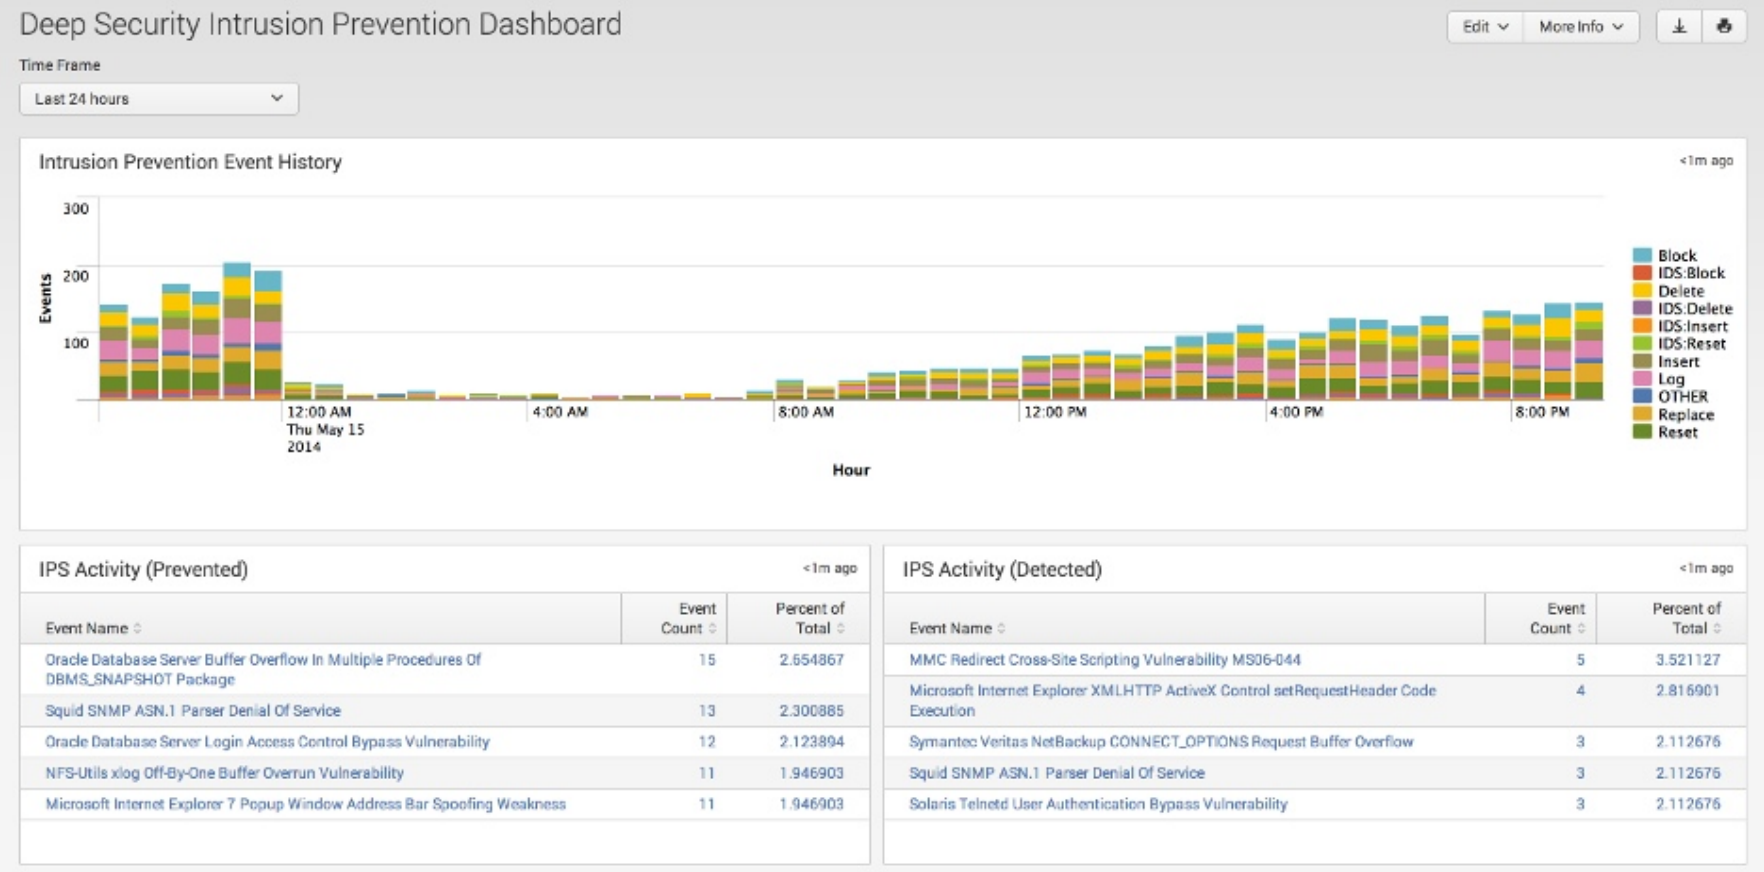 Deep Security Intrusion Prevention Dashboard
Edit
More Info
Time Frame
Last 24 hours
Intrusion Prevention Event History
<1m ago
300
200
100
Events
12:00 AM
Thu May 15
2014
4:00 AM
8:00 AM
12:00 PM
4:00 PM
8:00 PM
Hour
Block
IDS:Block
Delete
IDS:Delete
IDS:Insert
IDS:Reset
Insert
Log
OTHER
Replace
Reset
IPS Activity (Prevented)
<1m ago
Event Name
Event
Count
Percent of
Total
Oracle Database Server Buffer Overflow In Multiple Procedures Of
DBMS_SNAPSHOT Package
15
2.654867
Squid SNMP ASN.1 Parser Denial Of Service
13
2.300885
Oracle Database Server Login Access Control Bypass Vulnerability
12
2.123894
NFS-Utils xlog Off-By-One Buffer Overrun Vulnerability
11
1.946903
Microsoft Internet Explorer 7 Popup Window Address Bar Spoofing Weakness
11
1.946903
IPS Activity (Detected)
<1m ago
Event Name
Event
Count
Percent of
Total
MMC Redirect Cross-Site Scripting Vulnerability MS06-044
5
3.521127
Microsoft Internet Explorer XMLHTTP ActiveX Control setRequestHeader Code
Execution
4
2.816901
Symantec Veritas NetBackup CONNECT_OPTIONS Request Buffer Overflow
3
2.112676
Squid SNMP ASN.1 Parser Denial Of Service
3
2.112676
Solaris Telnetd User Authentication Bypass Vulnerability
3
2.112676